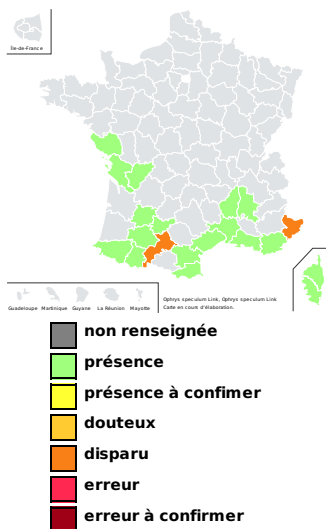 Île-de-France
Guadeloupe Martinique Guyane La Réunion Mayotte
Ophrys speculum Link, Ophrys speculum Link
Carte en cours d'élaboration.
non renseignée
présence
présence à confimer
douteux
disparu
erreur
erreur à confirmer